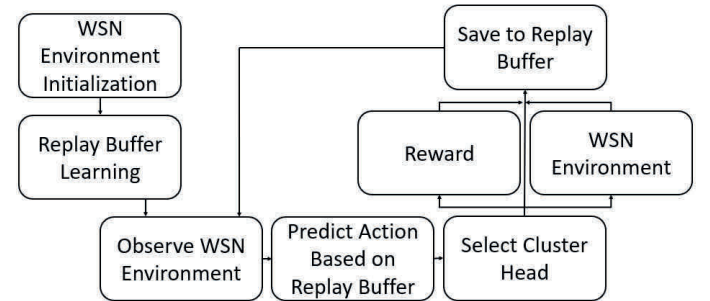 WSN
Environment
Initialization
Replay Buffer
Learning
Observe WSN
Environment
Predict Action
Based on
Replay Buffer
Select Cluster
Head
Reward
WSN
Environment
Save to Replay
Buffer